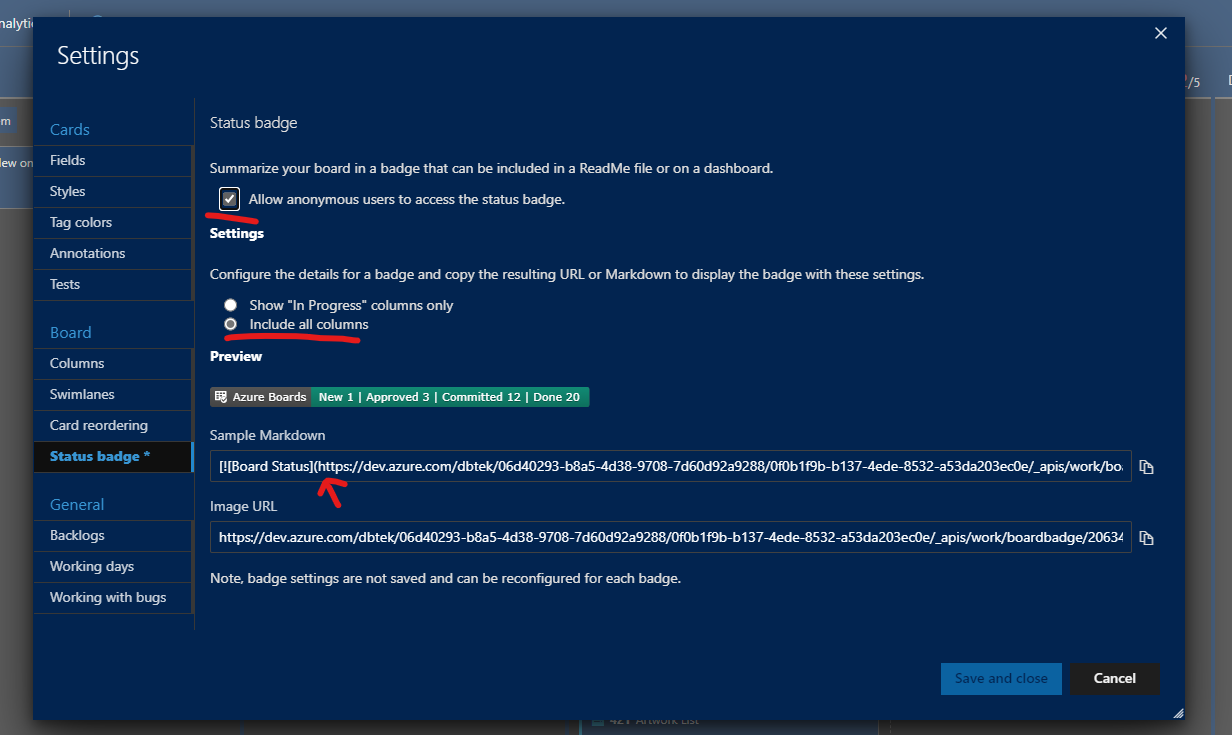 Settings
Cards
Fields
Styles
Tag colors
Annotations
Tests
Board
Columns
Swimlanes
Card reordering
Status badge *
General
Backlogs
Working days
Working with bugs
Status badge
Summarize your board in a badge that can be included in a ReadMe file or on a dashboard.
Allow anonymous users to access the status badge.
Settings
Configure the details for a badge and copy the resulting URL or Markdown to display the badge with these settings.
Show "In Progress" columns only
Include all columns
Preview
Azure Boards New 1 | Approved 3 | Committed 12 | Done 20
Sample Markdown
[![Board Status](https://dev.azure.com/dbtek/06d40293-b8a5-4d38-9708-7d60d92a9288/0f0b1f9b-b137-4ede-8532-a53da203ec0e/_apis/work/bo
Image URL
https://dev.azure.com/dbtek/06d40293-b8a5-4d38-9708-7d60d92a9288/0f0b1f9b-b137-4ede-8532-a53da203ec0e/_apis/work/boardbadge/20634
Note, badge settings are not saved and can be reconfigured for each badge.
Save and close
Cancel
/5
421 Artwork List